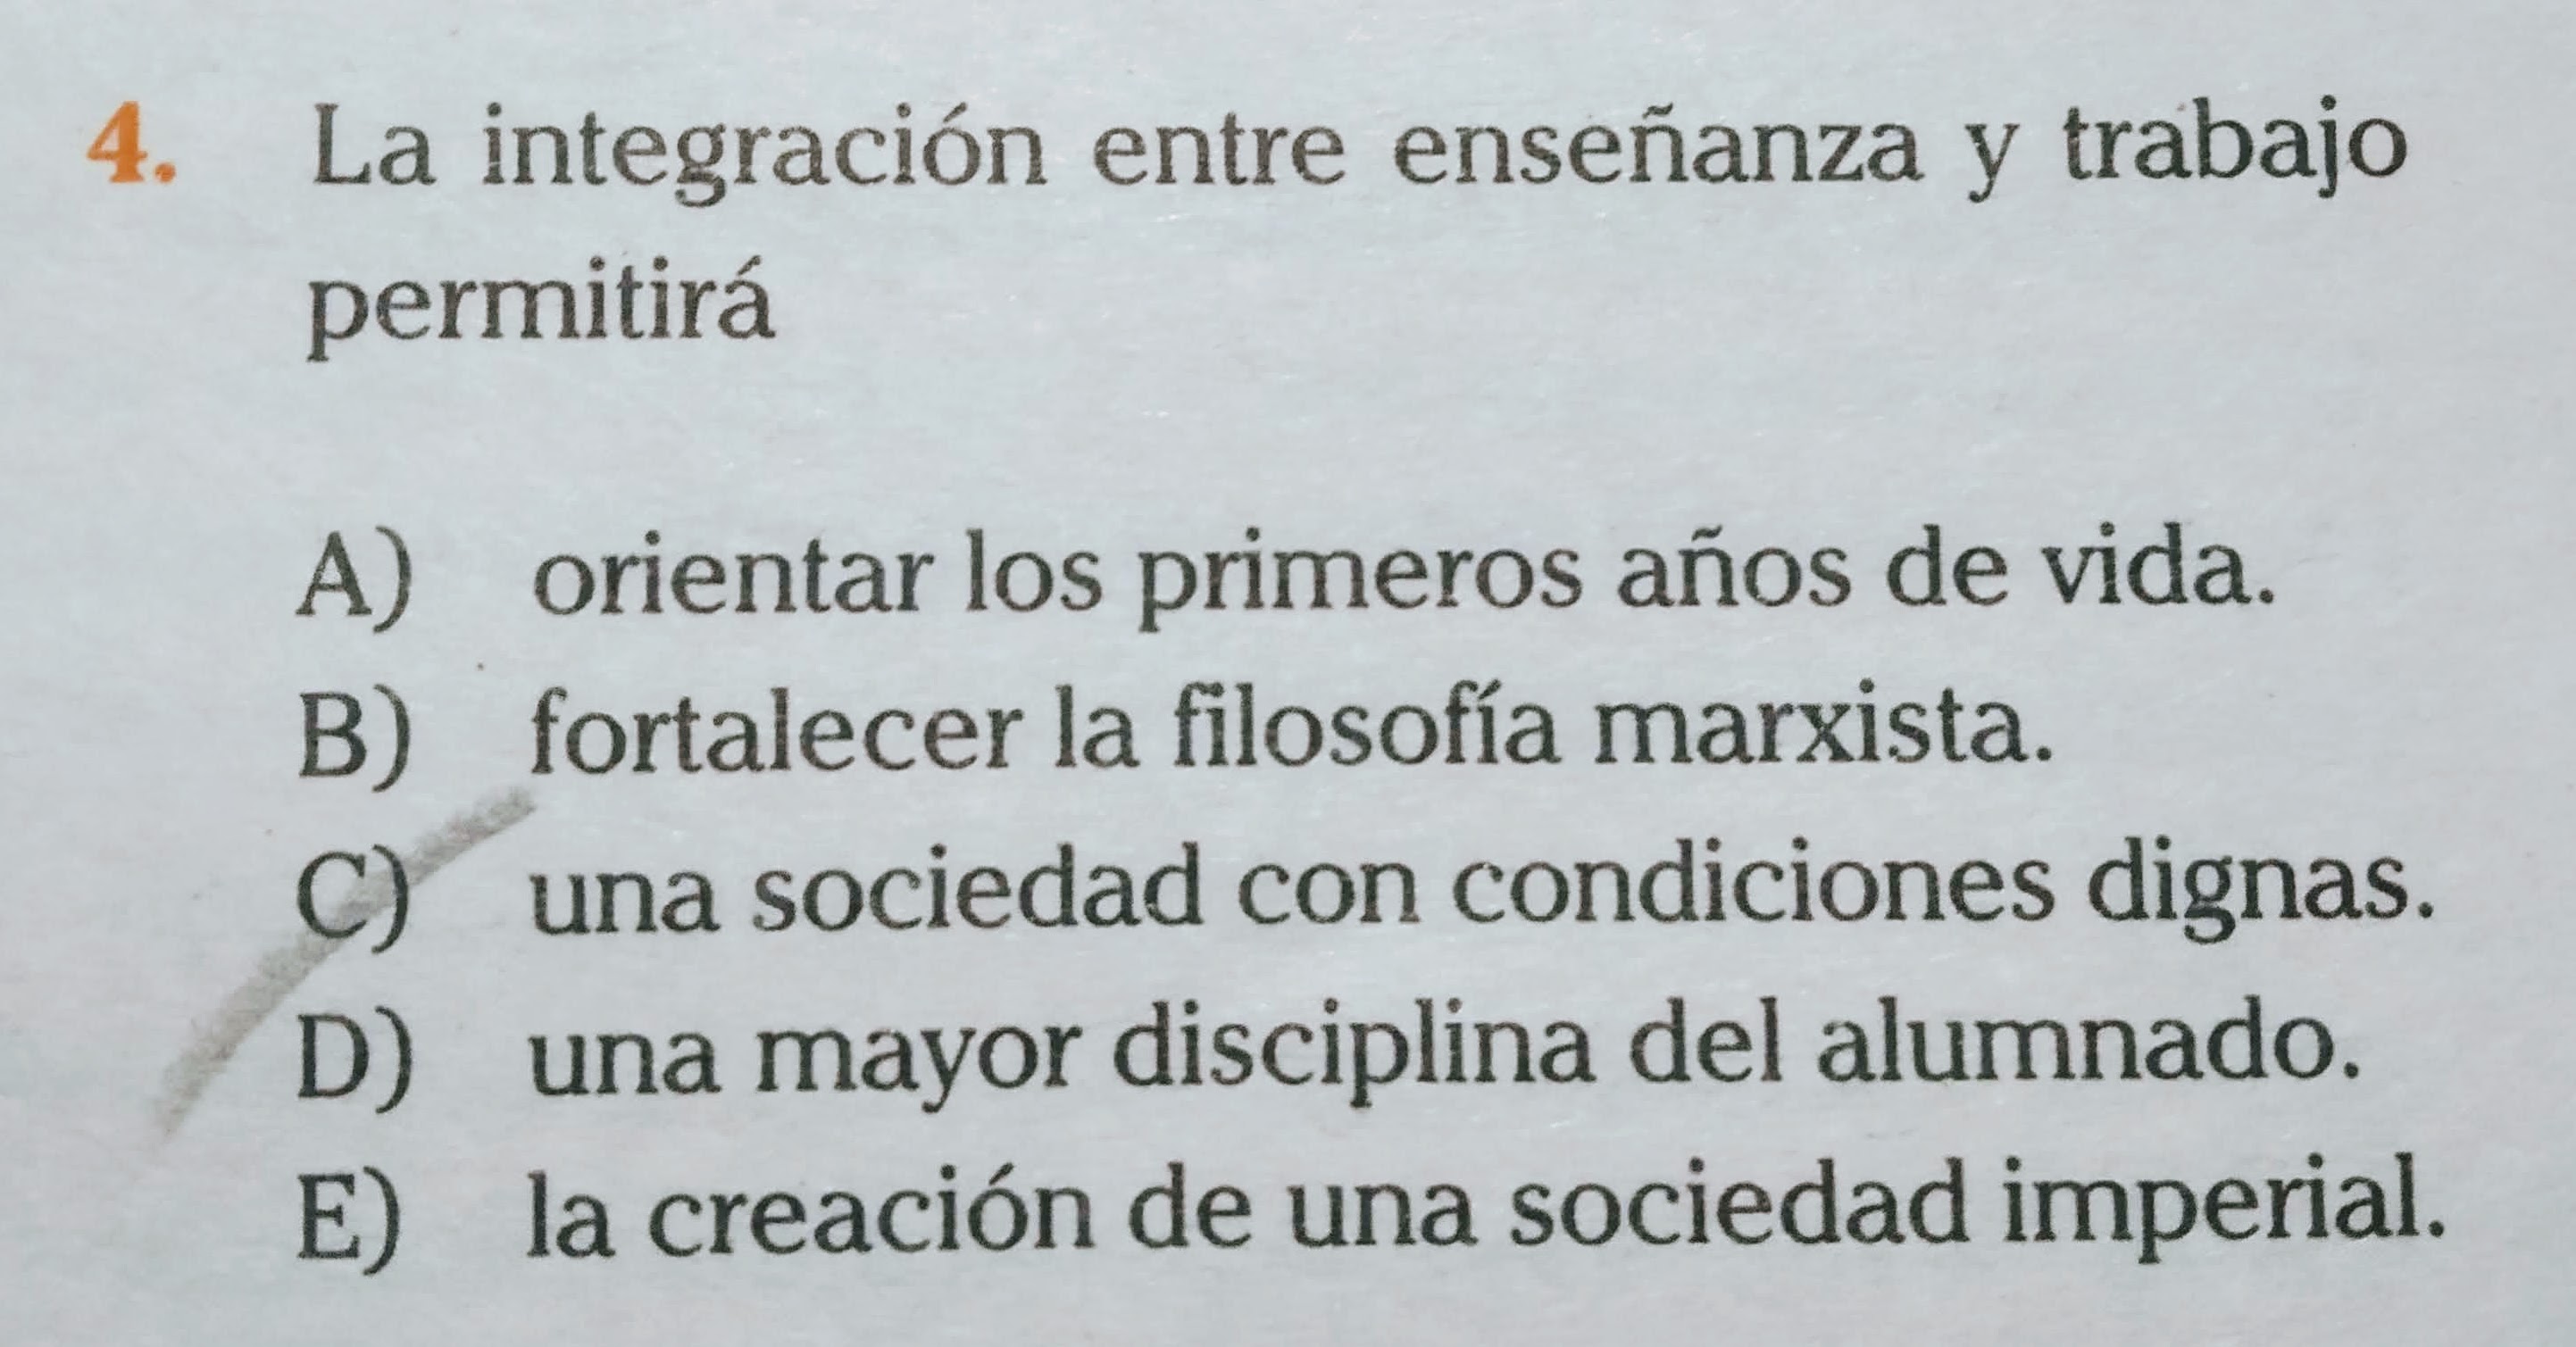 4. La integración entre enseñanza y trabajo
permitirá
A) orientar los primeros años de vida.
B) fortalecer la filosofía marxista.
C) una sociedad con condiciones dignas.
D) una mayor disciplina del alumnado.
E) la creación de una sociedad imperial.